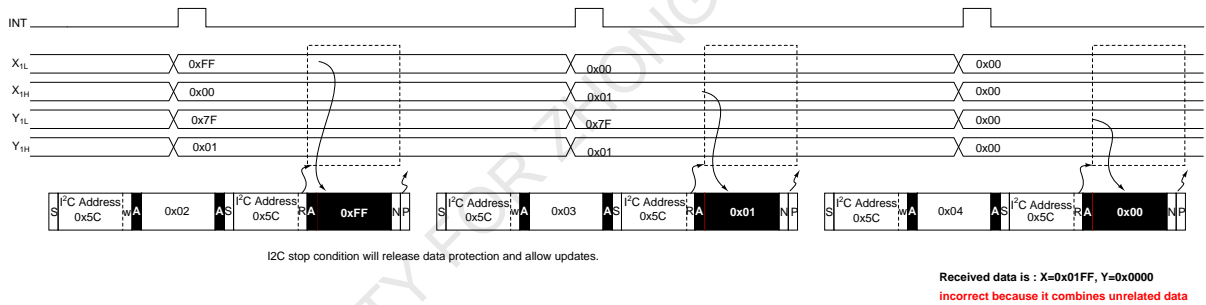 INT
X1L 0xFF 0x00 0x00
X1H 0x00 0x01 0x00
Y1L 0x7F 0x7F 0x00
Y1H 0x01 0x01 0x00
S I²C Address 0x5C w A 0x02 A S I²C Address 0x5C R A 0xFF N P
S I²C Address 0x5C w A 0x03 A S I²C Address 0x5C R A 0x01 N P
S I²C Address 0x5C w A 0x04 A S I²C Address 0x5C R A 0x00 N P
I2C stop condition will release data protection and allow updates.
Received data is : X=0x01FF, Y=0x0000
incorrect because it combines unrelated data
TY FOR ZHONG